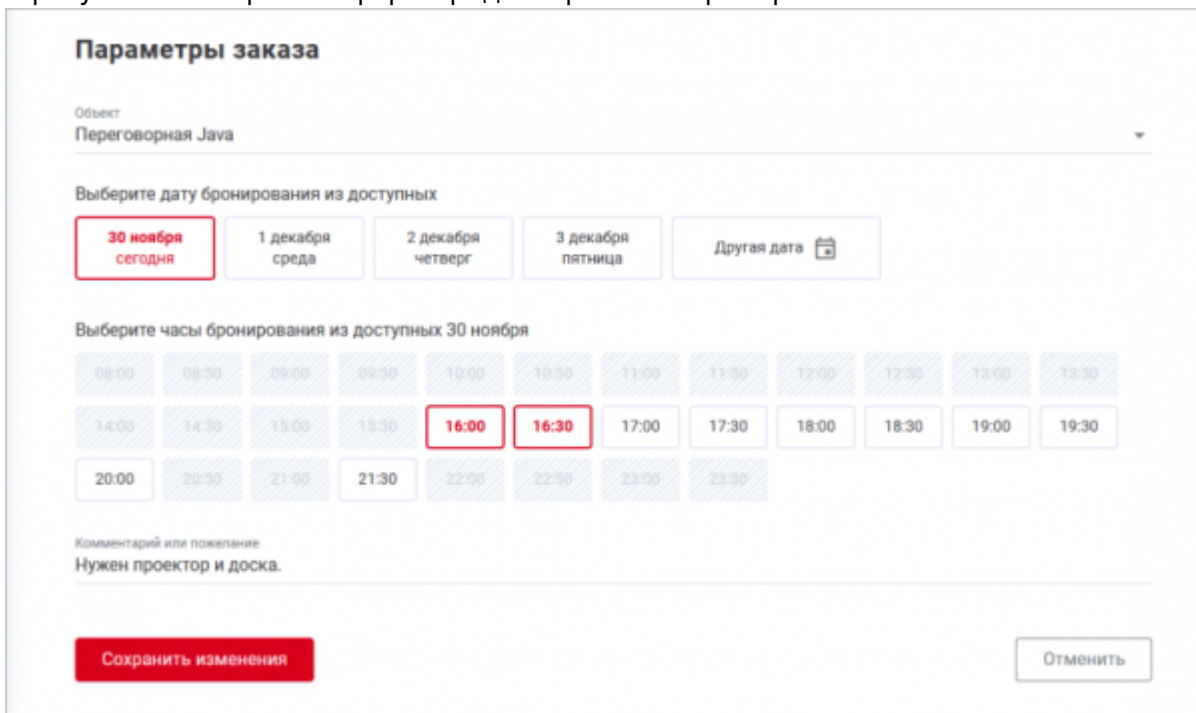 Параметры заказа
Объект
Переговорная Java
Выберите дату бронирования из доступных
30 ноября 1 декабря 2 декабря 3 декабря Другая дата
сегодня среда четверг пятница
Выберите часы бронирования из доступных 30 ноября
08:00 08:30 09:00 09:30 10:00 10:30 11:00 11:30 12:00 12:30 13:00 13:30
14:00 14:30 15:00 15:30 16:00 16:30 17:00 17:30 18:00 18:30 19:00 19:30
20:00 20:30 21:00 21:30 22:00 22:30 23:00 23:30
Комментарий или пожелание
Нужен проектор и доска.
Сохранить изменения Отменить